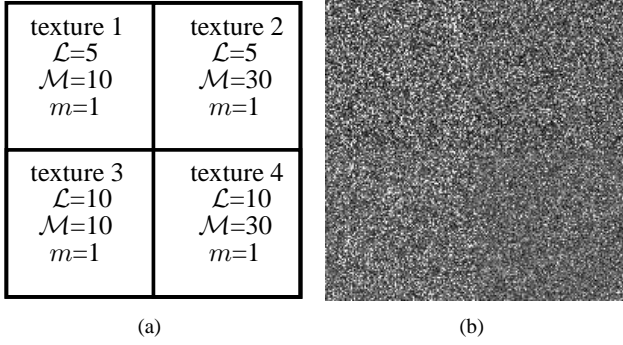 texture 1
ℒ=5
ℳ=10
m=1
texture 2
ℒ=5
ℳ=30
m=1
texture 3
ℒ=10
ℳ=10
m=1
texture 4
ℒ=10
ℳ=30
m=1
(a)
(b)